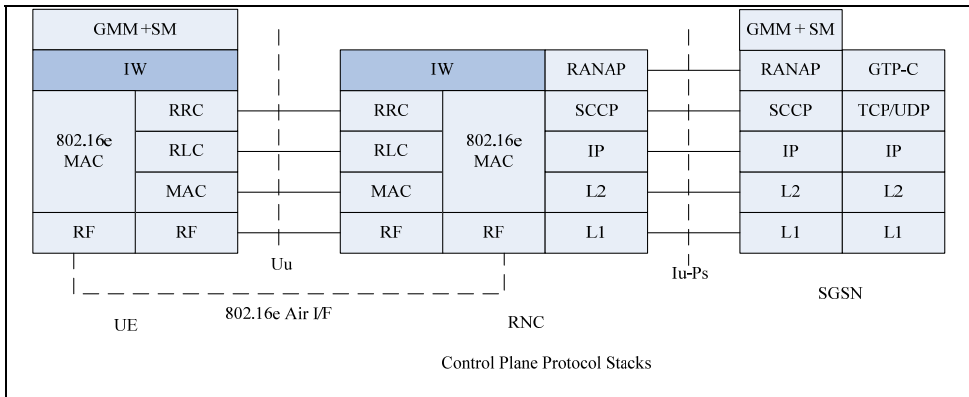 GMM +SM
GMM + SM
IW
IW
RANAP
RANAP
GTP-C
802.16e
MAC
RRC
RRC
802.16e
MAC
SCCP
SCCP
TCP/UDP
RLC
RLC
IP
IP
IP
MAC
MAC
L2
L2
L2
RF
RF
RF
RF
L1
L1
L1
Uu
Iu-Ps
802.16e Air I/F
UE
RNC
SGSN
Control Plane Protocol Stacks